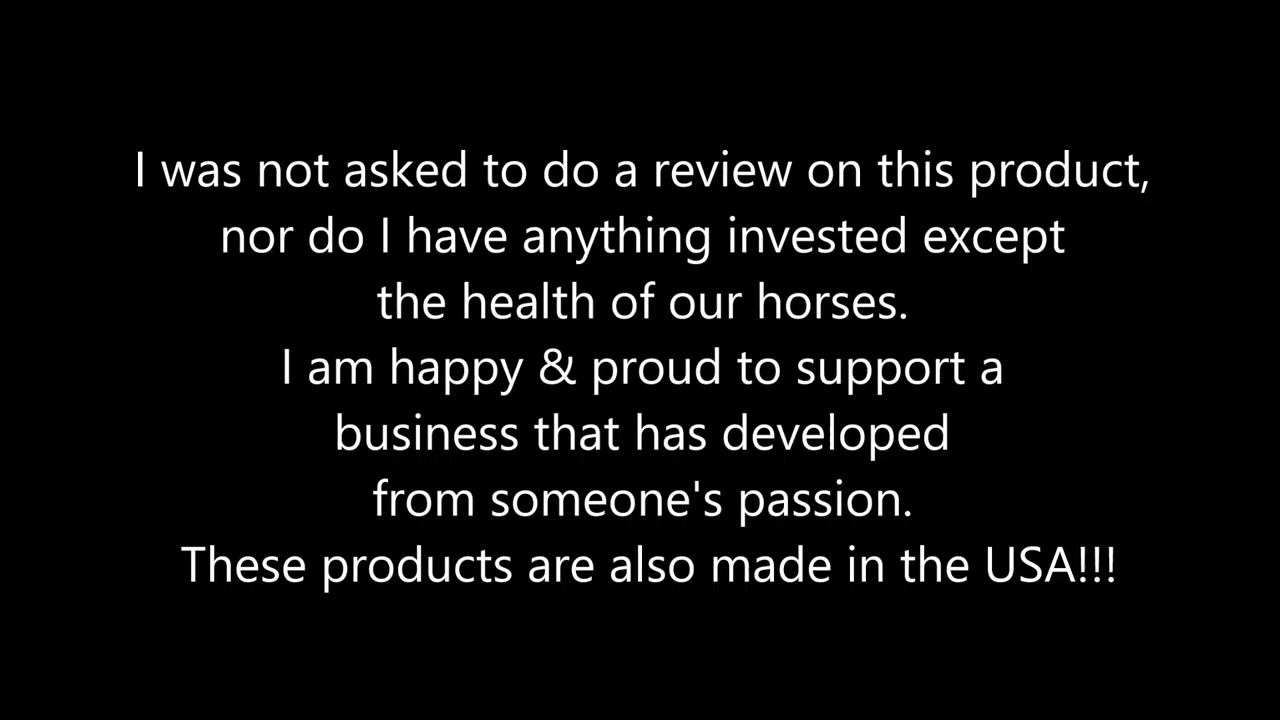 I was not asked to do a review on this product,
nor do I have anything invested except
the health of our horses.
I am happy & proud to support a
business that has developed
from someone's passion.
These products are also made in the USA!!!